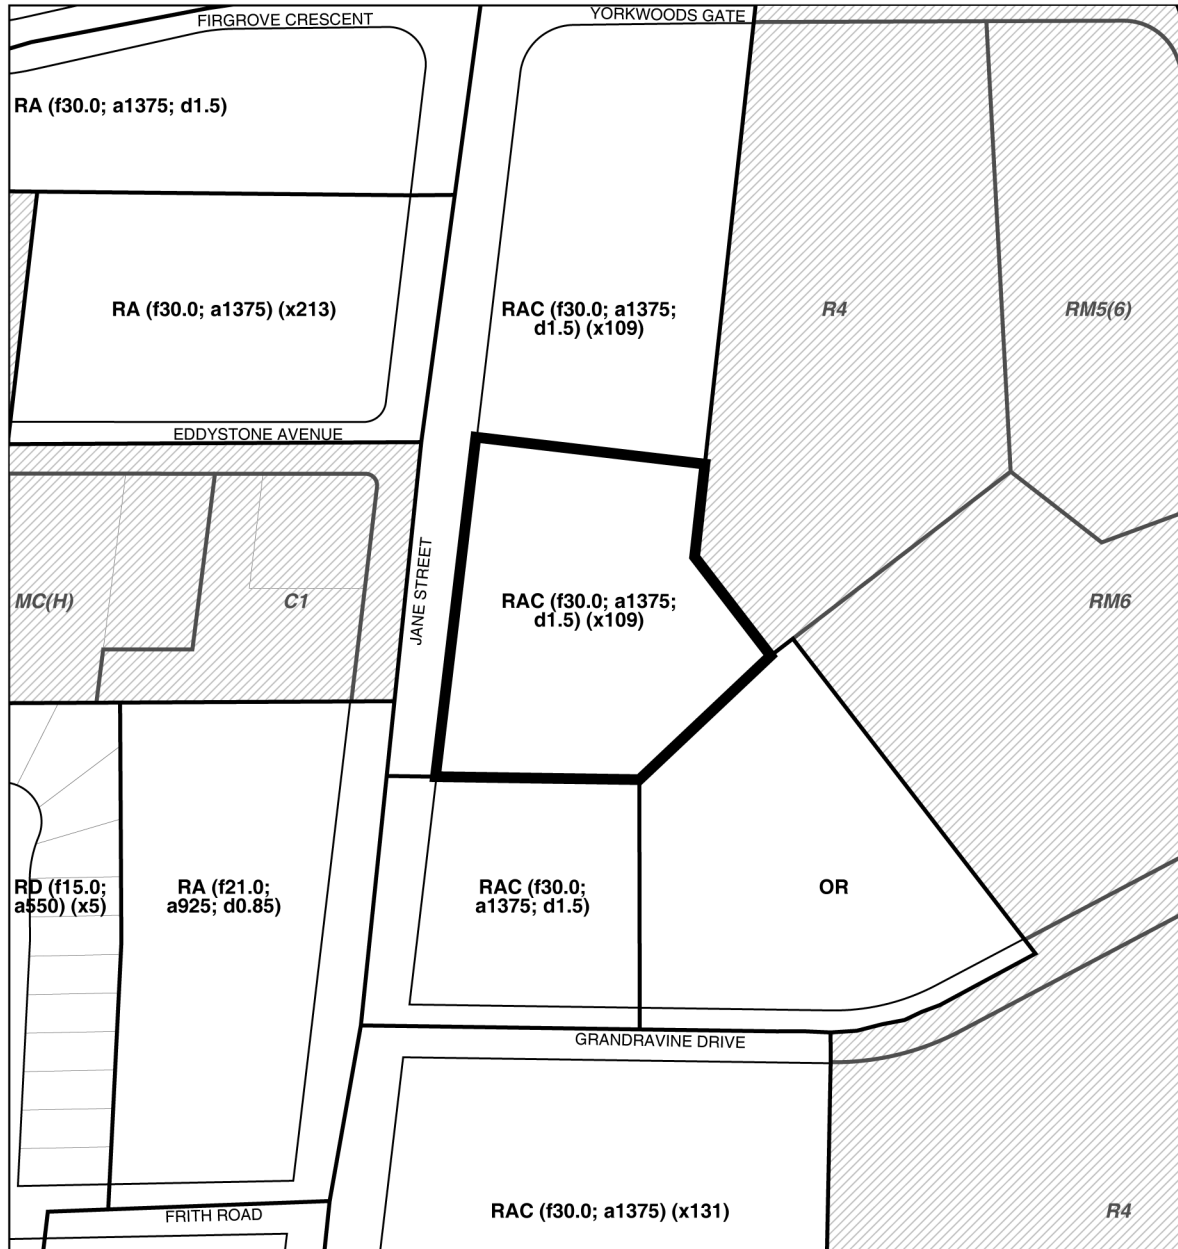 FIRGROVE CRESCENT
YORKWOODS GATE
RA (f30.0; a1375; d1.5)
RA (f30.0; a1375) (x213)
RAC (f30.0; a1375;
d1.5) (x109)
R4
RM5(6)
EDDYSTONE AVENUE
JANE STREET
MC(H)
C1
RAC (f30.0; a1375;
d1.5) (x109)
RM6
RD (f15.0;
a550) (x5)
RA (f21.0;
a925; d0.85)
RAC (f30.0;
a1375; d1.5)
OR
GRANDRAVINE DRIVE
FRITH ROAD
RAC (f30.0; a1375) (x131)
R4